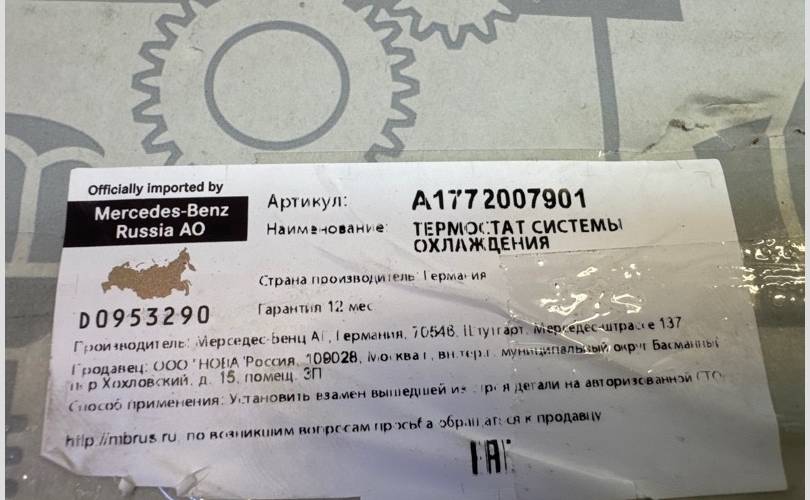 Officially imported by
Mercedes-Benz
Russia AO
D0953290
Артикул: A1772007901
Наименование: ТЕРМОСТАТ СИСТЕМЫ
ОХЛАЖДЕНИЯ
Страна производитель: Германия
Гарантия 12 мес
Производитель: Мерседес-Бенц АГ, Германия, 70546, Штутгарт, Мерседес-штрассе 137
Продавец: ООО "НОВА Россия, 109028, Москва г, вн.тер.г. муниципальный округ Басманный
п-р Хохловский, д. 15, помещ. 3П
Способ применения: Установить взамен вышедшей из строя детали на авторизованной СТО
http://mbrus.ru, по возникшим вопросам просьба обращаться к продавцу
EAC